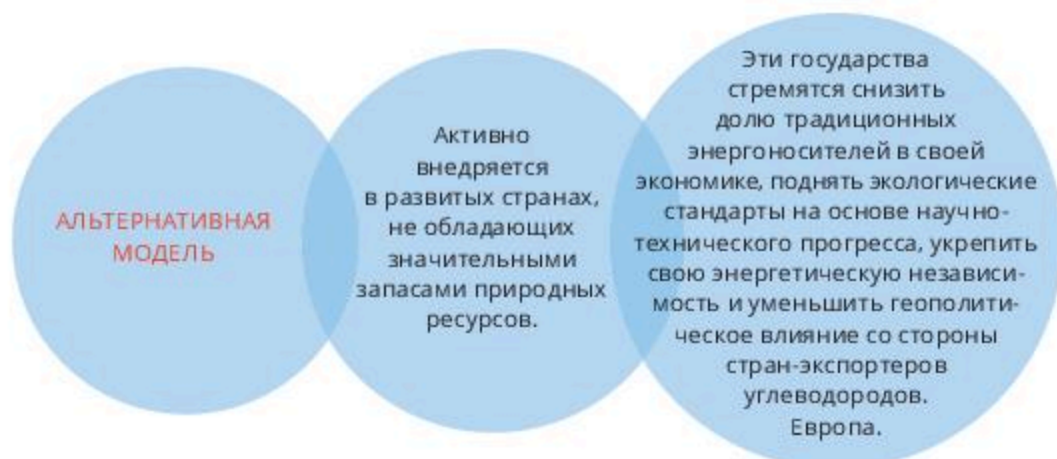 АЛЬТЕРНАТИВНАЯ
МОДЕЛЬ
Активно
внедряется
в развитых странах,
не обладающих
значительными
запасами природных
ресурсов.
Эти государства
стремятся снизить
долю традиционных
энергоносителей в своей
экономике, поднять экологические
стандарты на основе научно-
технического прогресса, укрепить
свою энергетическую независи-
мость и уменьшить геополити-
ческое влияние со стороны
стран-экспортеров
углеводородов.
Европа.